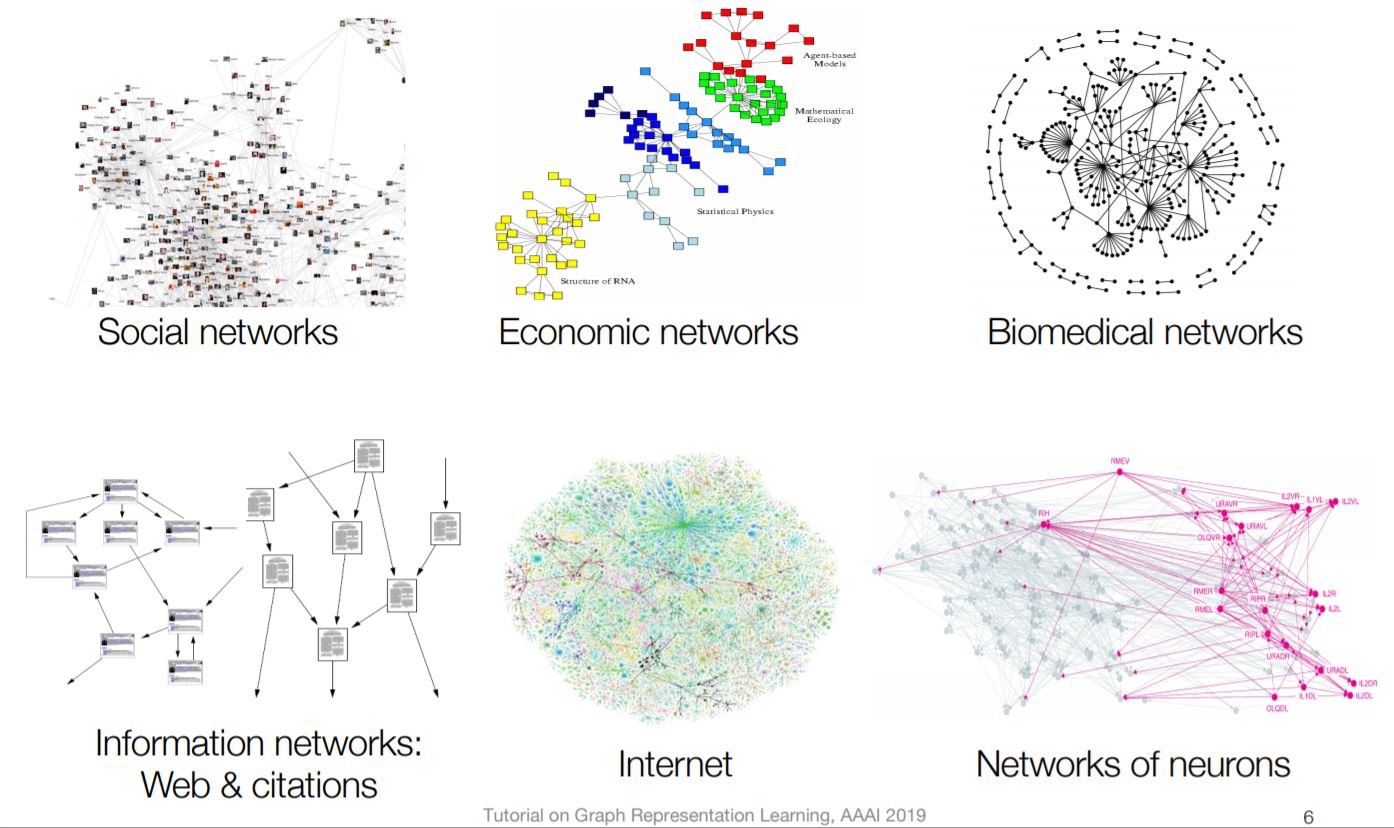 Agent-based
Models
Mathematical
Ecology
Statistical Physics
Structure of RNA
Social networks
Economic networks
Biomedical networks
RMEV
RIH
URAVR
IL2VR
IL1VL
IL2VL
URAVL
OLQVR
RMER
RIPR
IL2R
RMEL
IL2L
RIPL
URADR
URADL
IL2DR
IL1DL
IL2DL
OLQDL
Information networks:
Web & citations
Internet
Networks of neurons
Tutorial on Graph Representation Learning, AAAI 2019
6